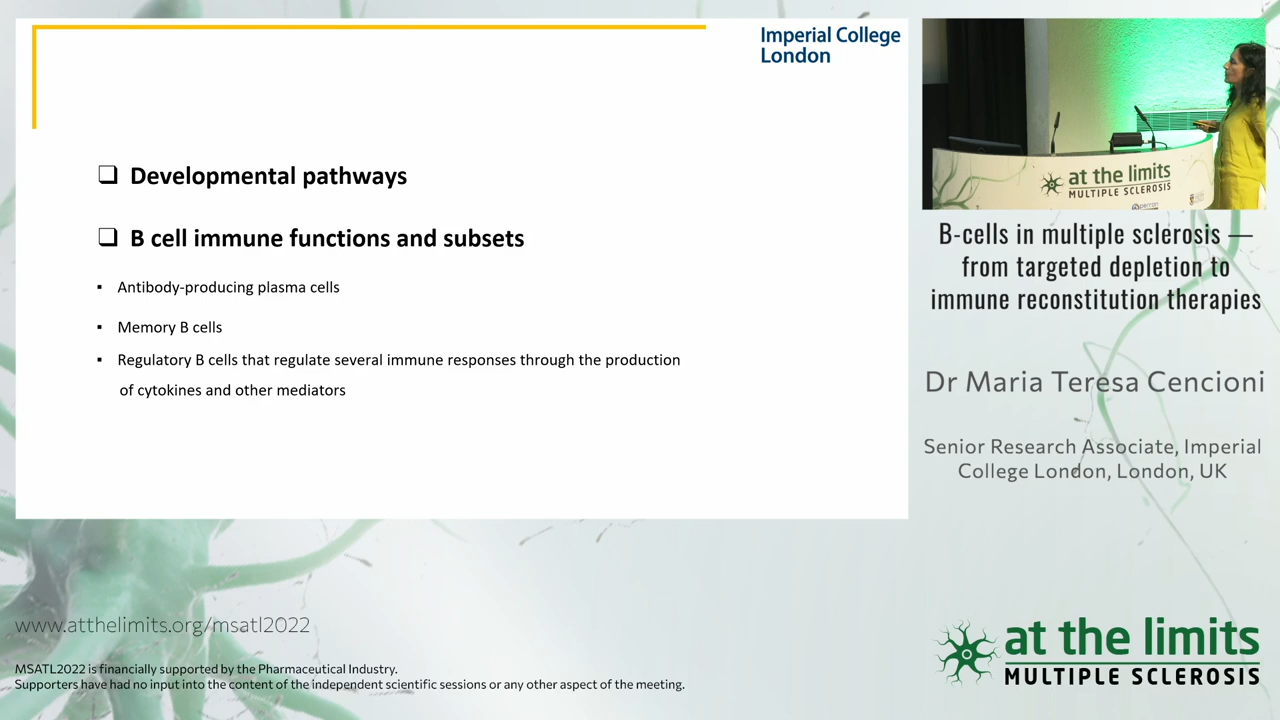 Imperial College
London
❑ Developmental pathways
❑ B cell immune functions and subsets
▪ Antibody-producing plasma cells
▪ Memory B cells
▪ Regulatory B cells that regulate several immune responses through the production
of cytokines and other mediators
at the limits
MULTIPLE SCLEROSIS
B-cells in multiple sclerosis —
from targeted depletion to
immune reconstitution therapies
Dr Maria Teresa Cencioni
Senior Research Associate, Imperial
College London, London, UK
www.atthelimits.org/msatl2022
MSATL2022 is financially supported by the Pharmaceutical Industry.
Supporters have had no input into the content of the independent scientific sessions or any other aspect of the meeting.
at the limits
MULTIPLE SCLEROSIS